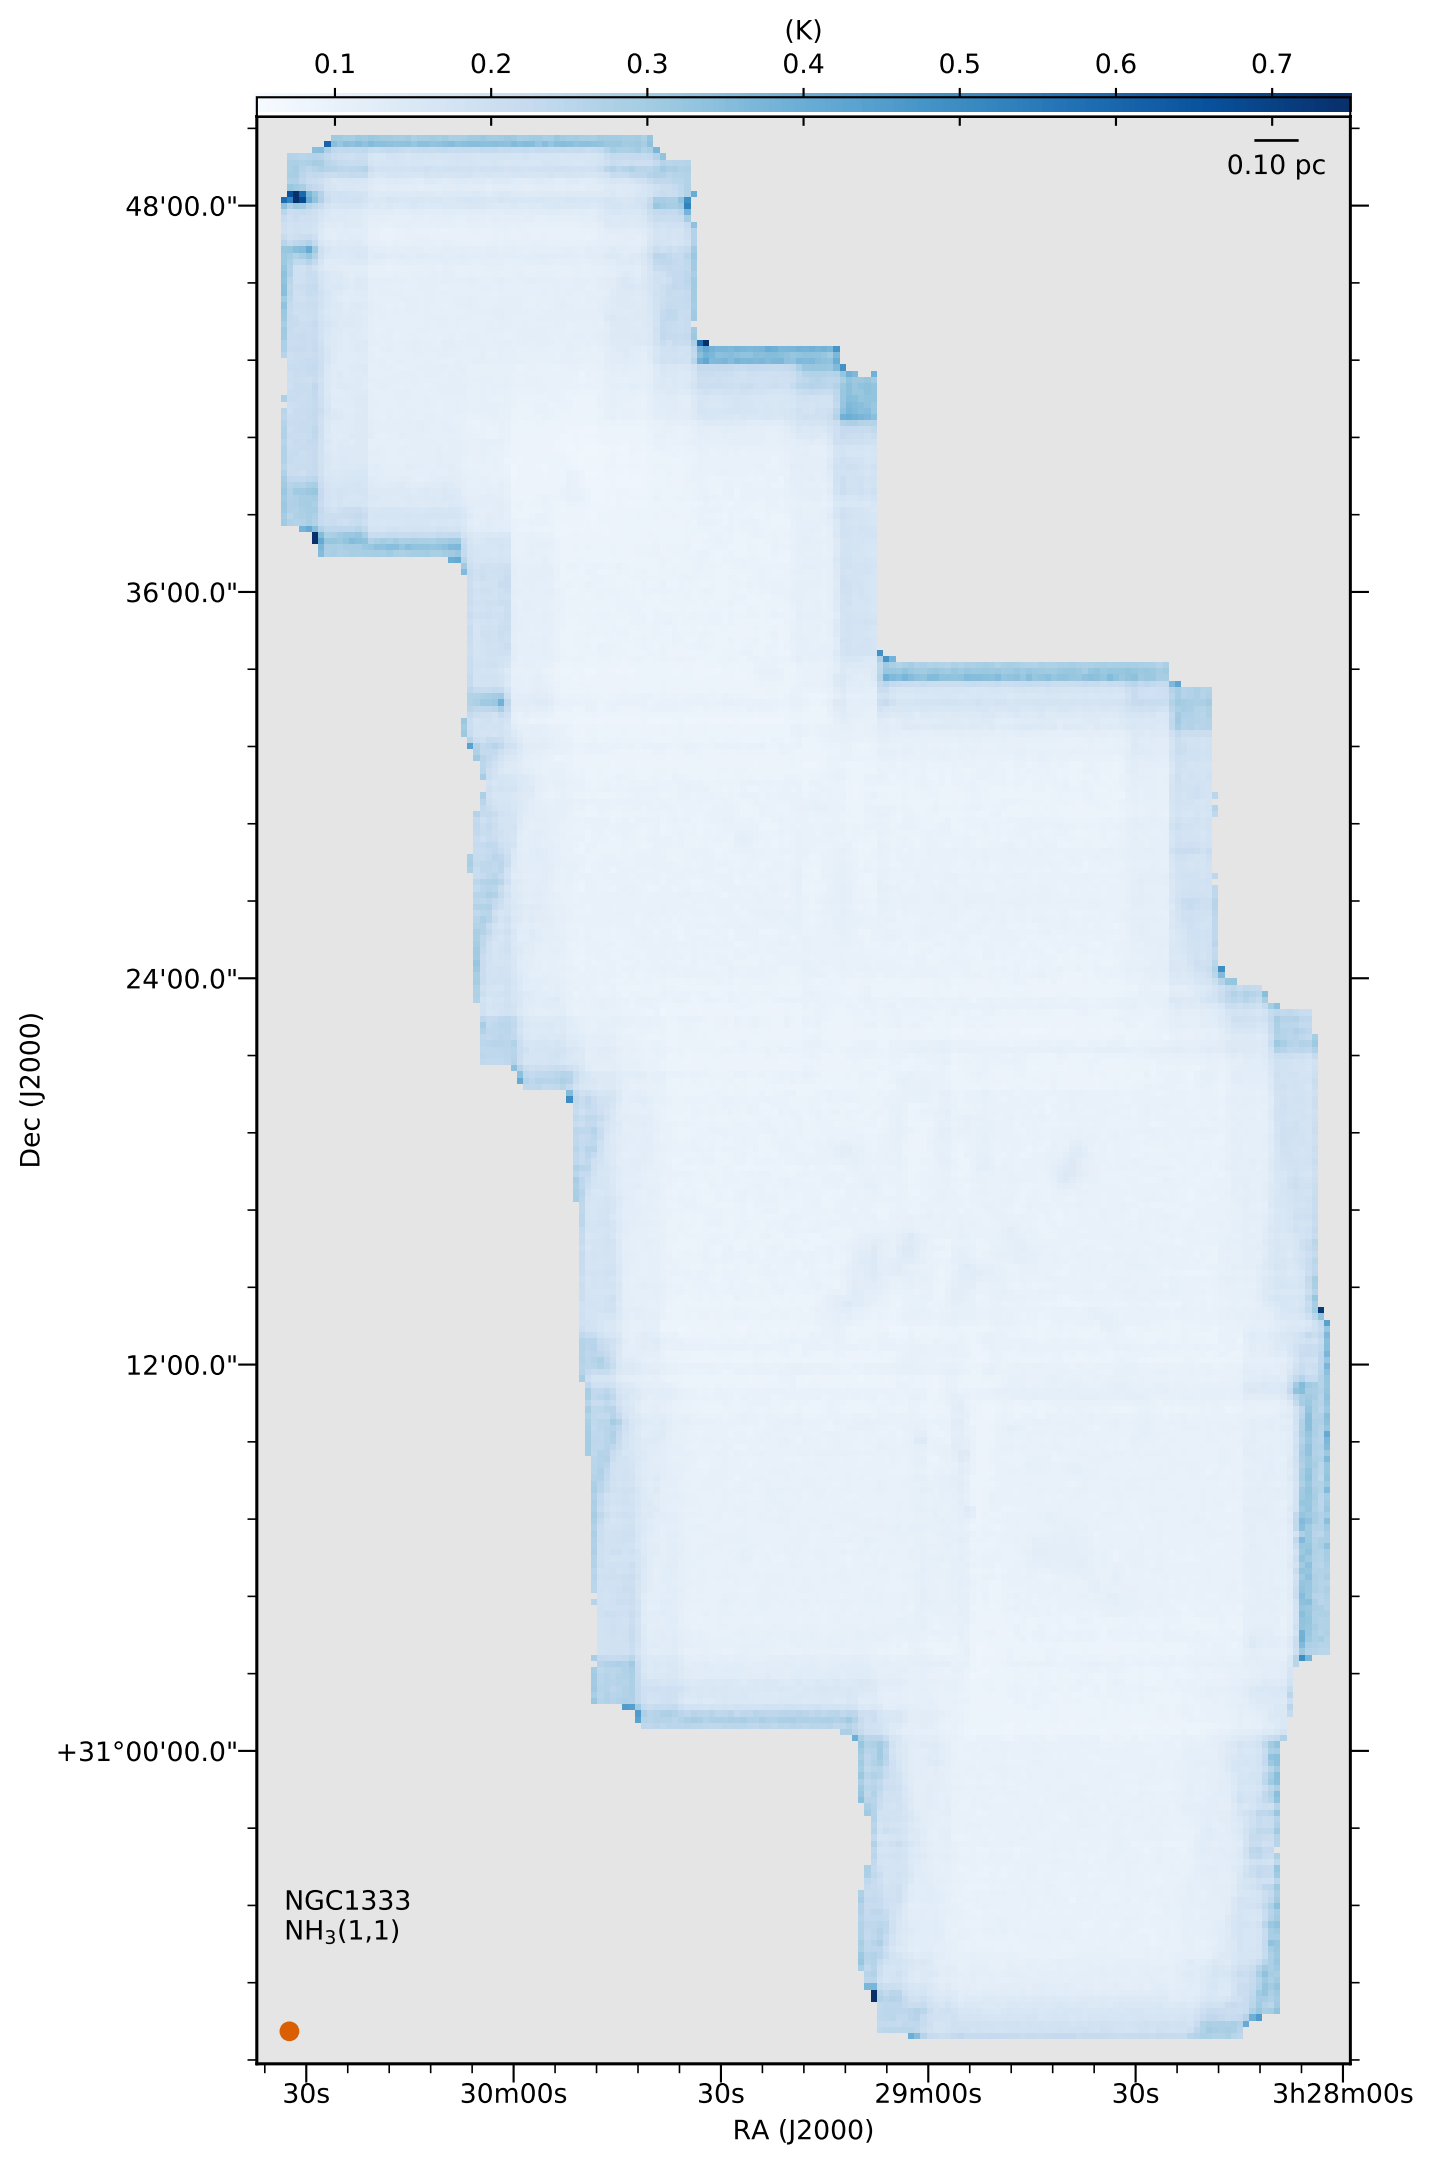 (K)
0.1 0.2 0.3 0.4 0.5 0.6 0.7
0.10 pc
48'00.0"
36'00.0"
24'00.0"
12'00.0"
+31°00'00.0"
Dec (J2000)
NGC1333
NH₃(1,1)
30s 30m00s 30s 29m00s 30s 3h28m00s
RA (J2000)